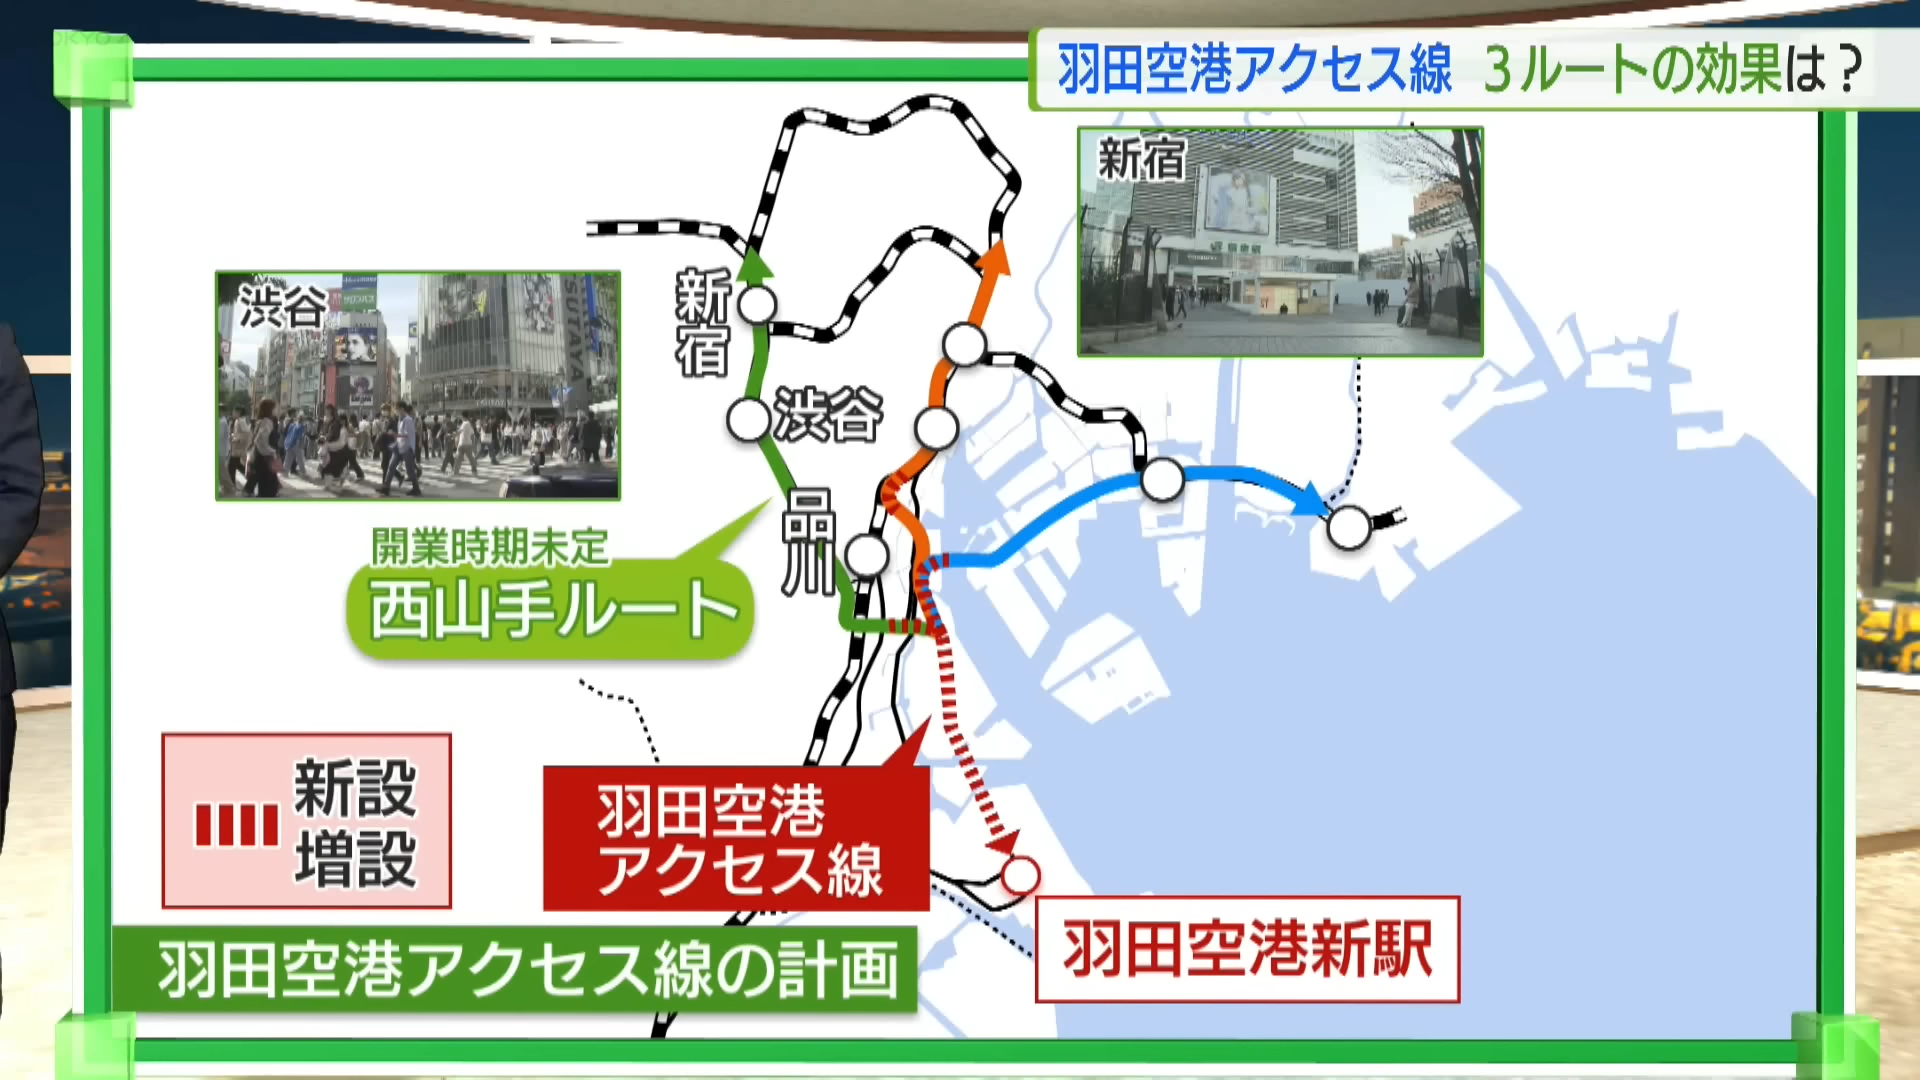 羽田空港アクセス線 3ルートの効果は？
新宿
渋谷
新宿
渋谷
品川
開業時期未定
西山手ルート
新設
増設
羽田空港
アクセス線
羽田空港新駅
羽田空港アクセス線の計画